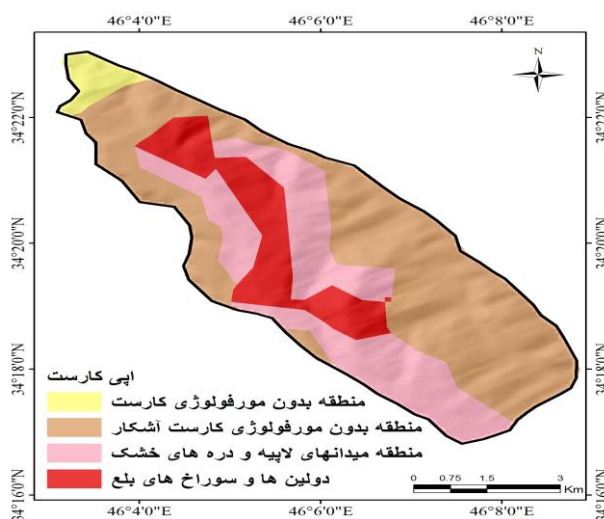 46°4'0"E 46°6'0"E 46°8'0"E
N
34°22'0"N 34°22'0"N
34°20'0"N 34°20'0"N
34°18'0"N 34°18'0"N
اپی کارست
منطقه بدون مورفولوژی کارست
منطقه بدون مورفولوژی کارست آشکار
منطقه میدانهای لاپیه و دره های خشک
دولین ها و سوراخ های بلع
0 0.75 1.5 3
Km
34°16'0"N 34°16'0"N
46°4'0"E 46°6'0"E 46°8'0"E